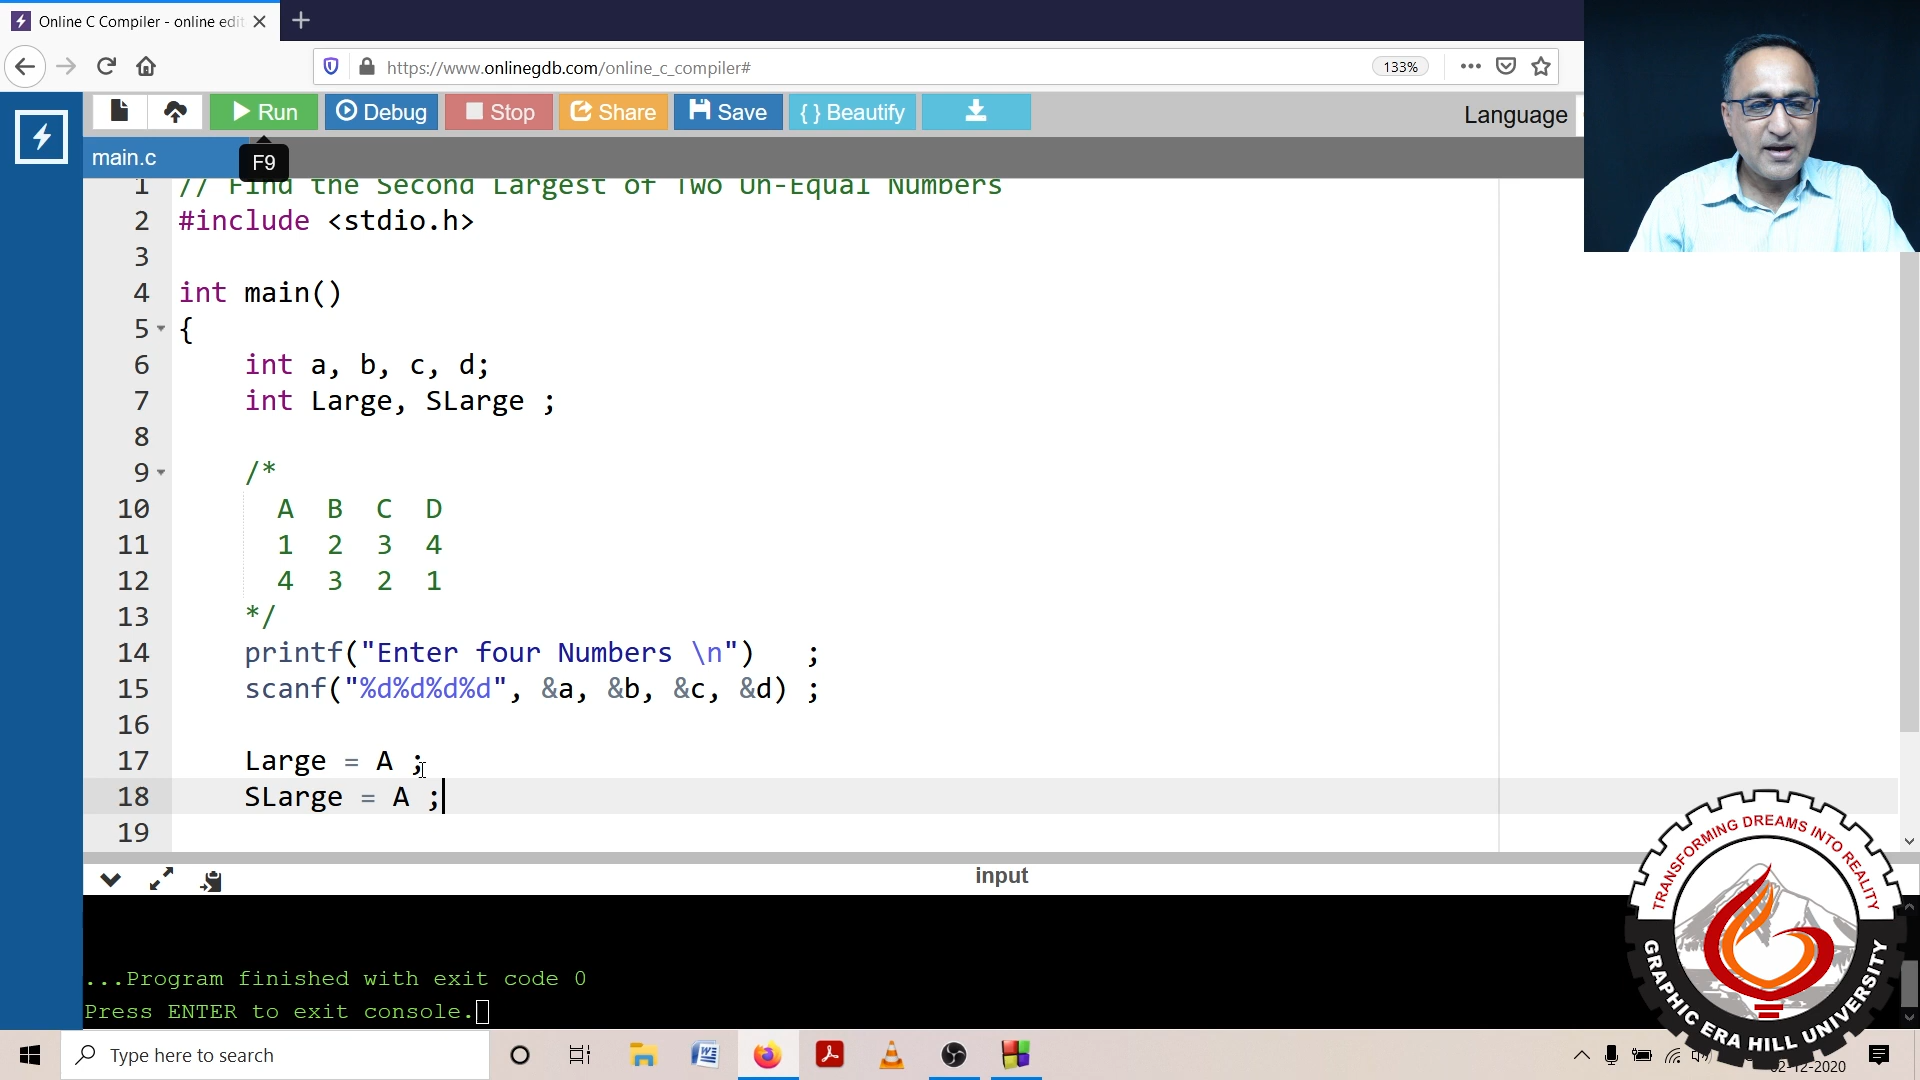 Online C Compiler - online edit
https://www.onlinegdb.com/online_c_compiler#
133%
Run
Debug
Stop
Share
Save
{ } Beautify
Language
main.c
F9
1 // Find the Second Largest of Two Un-Equal Numbers
2 #include <stdio.h>
3
4 int main()
5 {
6 int a, b, c, d;
7 int Large, SLarge ;
8
9 /*
10 A B C D
11 1 2 3 4
12 4 3 2 1
13 */
14 printf("Enter four Numbers \n") ;
15 scanf("%d%d%d%d", &a, &b, &c, &d) ;
16
17 Large = A ;
18 SLarge = A ;
19
input
...Program finished with exit code 0
Press ENTER to exit console.
TRANSFORMING DREAMS INTO REALITY
GRAPHIC ERA HILL UNIVERSITY
Type here to search
02-12-2020